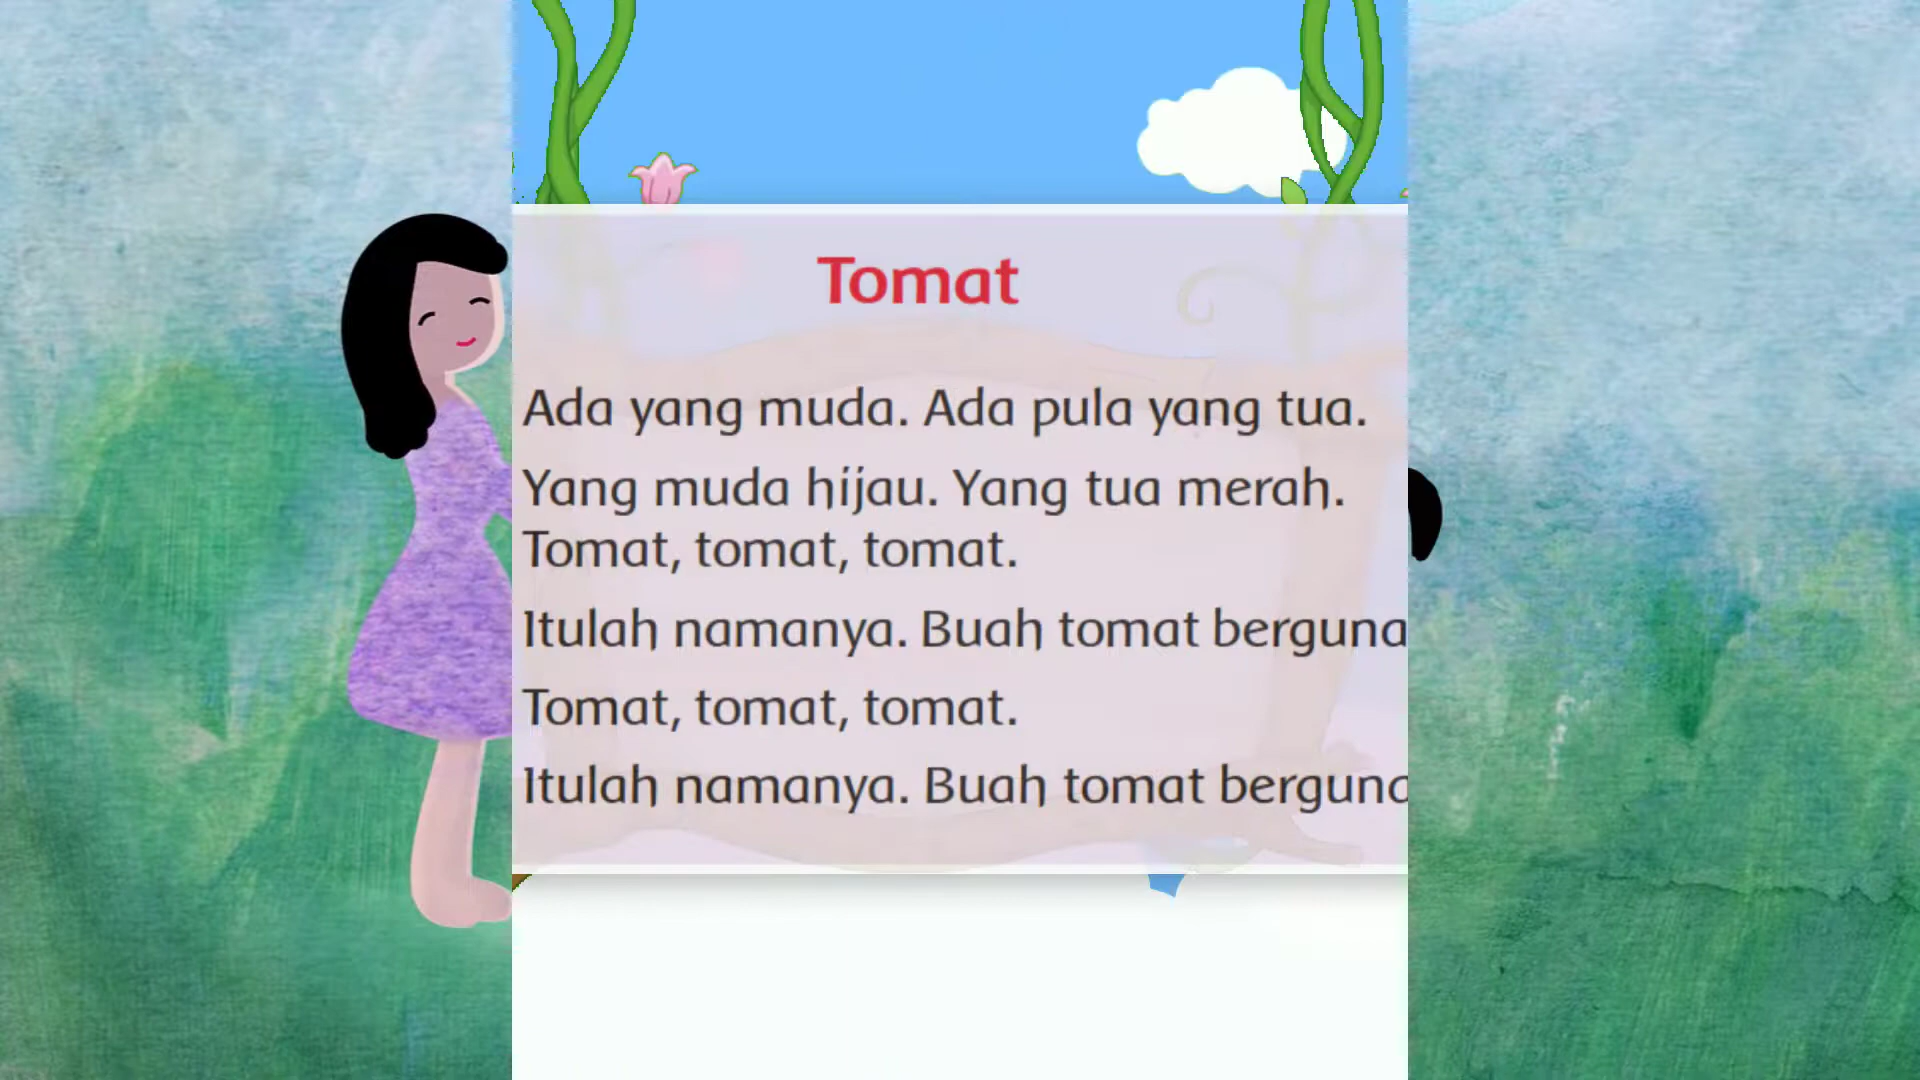 Tomat
Ada yang muda. Ada pula yang tua.
Yang muda hijau. Yang tua merah.
Tomat, tomat, tomat.
Itulah namanya. Buah tomat berguna
Tomat, tomat, tomat.
Itulah namanya. Buah tomat berguna